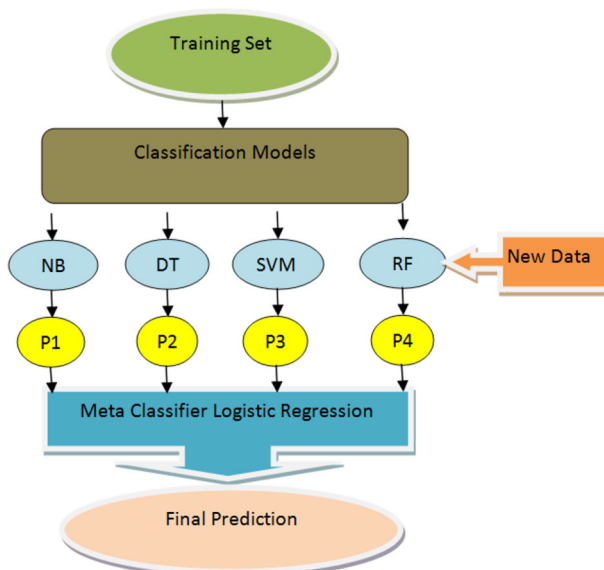 Training Set
Classification Models
NB
DT
SVM
RF
New Data
P1
P2
P3
P4
Meta Classifier Logistic Regression
Final Prediction